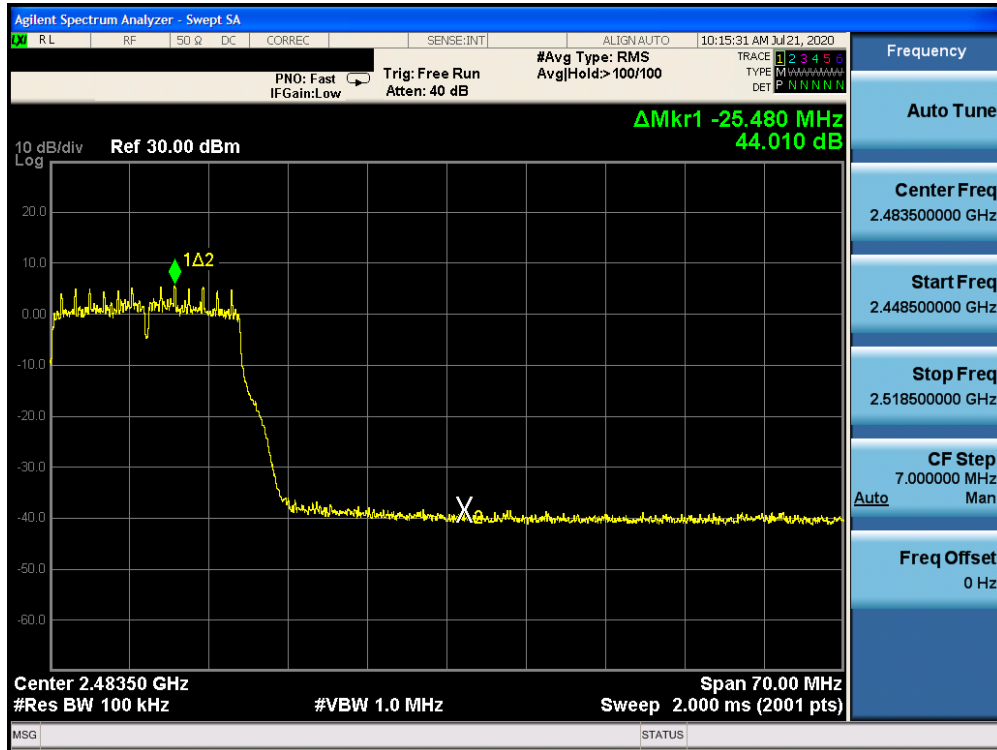 Agilent Spectrum Analyzer - Swept SA
LXI RL RF 50 Ω DC CORREC SENSE:INT ALIGN AUTO 10:15:31 AM Jul 21, 2020
PNO: Fast
IFGain:Low
Trig: Free Run
Atten: 40 dB
#Avg Type: RMS
Avg|Hold:> 100/100
TRACE 1 2 3 4 5 6
TYPE M
DET P N N N N N
Frequency
ΔMkr1 -25.480 MHz
44.010 dB
10 dB/div
Log
Ref 30.00 dBm
20.0
10.0
0.00
-10.0
-20.0
-30.0
-40.0
-50.0
-60.0
1Δ2
X2
Center 2.48350 GHz
#Res BW 100 kHz
#VBW 1.0 MHz
Span 70.00 MHz
Sweep 2.000 ms (2001 pts)
Auto Tune
Center Freq
2.483500000 GHz
Start Freq
2.448500000 GHz
Stop Freq
2.518500000 GHz
CF Step
7.000000 MHz
Auto Man
Freq Offset
0 Hz
MSG
STATUS